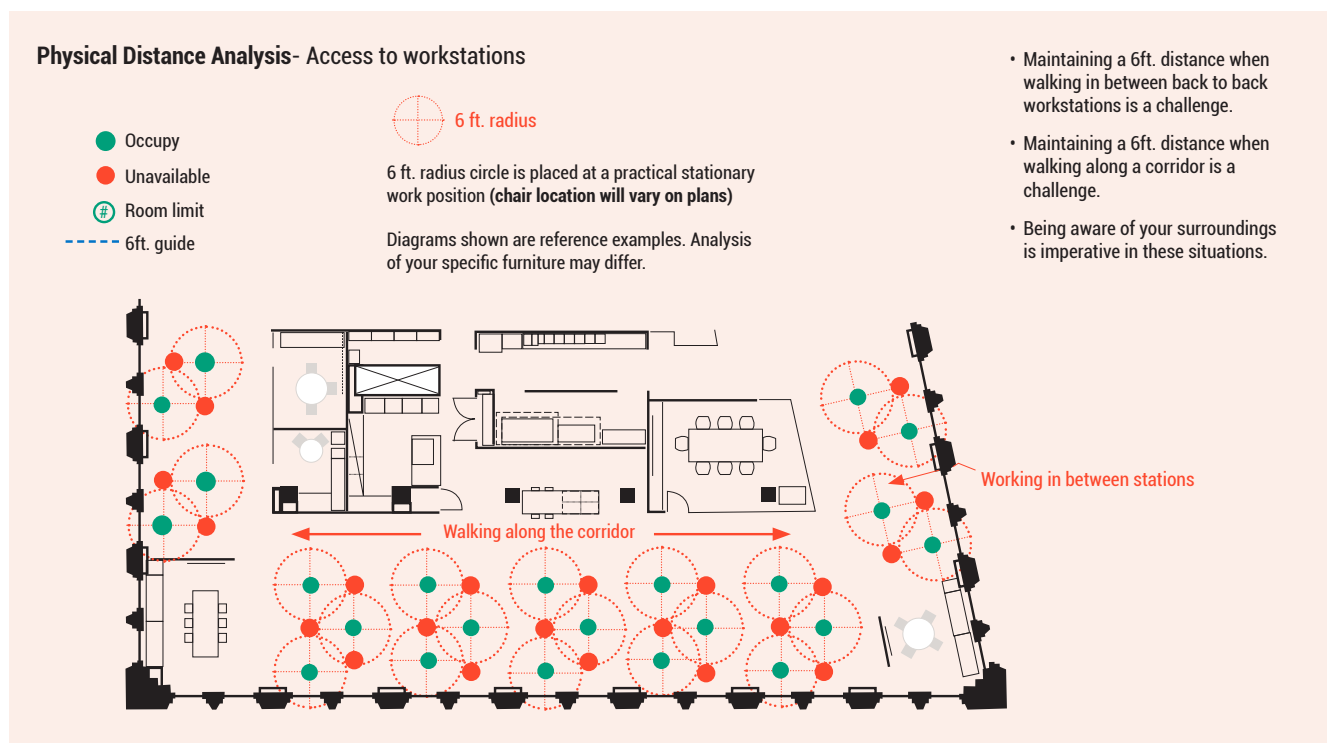 Physical Distance Analysis- Access to workstations
6 ft. radius
Occupy
Unavailable
# Room limit
6ft. guide
6 ft. radius circle is placed at a practical stationary
work position (chair location will vary on plans)
Diagrams shown are reference examples. Analysis
of your specific furniture may differ.
• Maintaining a 6ft. distance when
walking in between back to back
workstations is a challenge.
• Maintaining a 6ft. distance when
walking along a corridor is a
challenge.
• Being aware of your surroundings
is imperative in these situations.
Working in between stations
Walking along the corridor